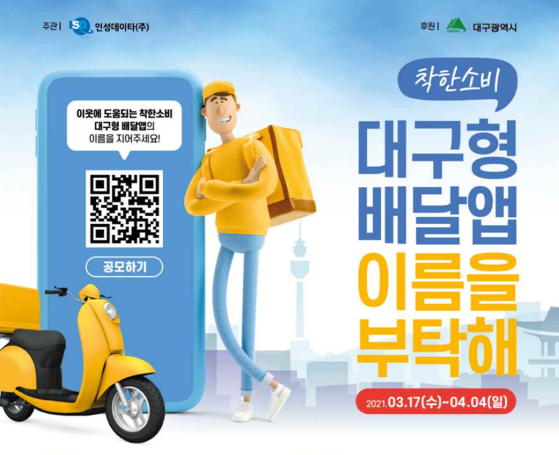 주관 | 인성데이타(주)
후원 | 대구광역시
착한소비
대구형
배달앱
이름을
부탁해
2021.03.17(수)~04.04(일)
이웃에 도움되는 착한소비
대구형 배달앱의
이름을 지어주세요!
공모하기